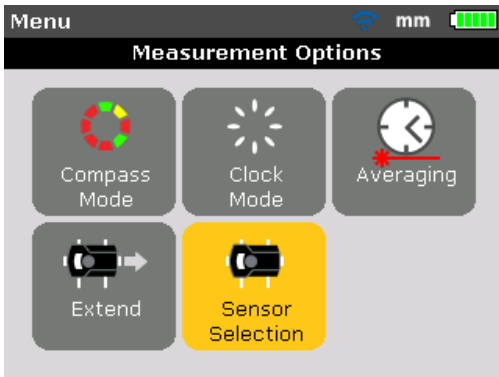 Menu mm
Measurement Options
Compass
Mode
Clock
Mode
Averaging
Extend
Sensor
Selection